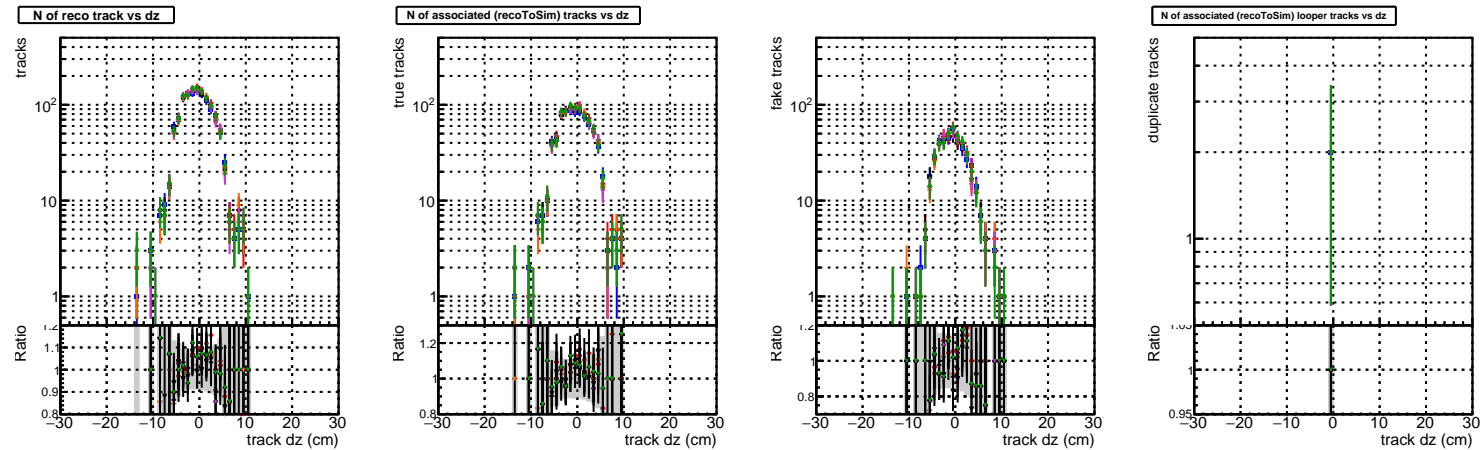 N of reco track vs dz
tracks
10²
10
1
Ratio
1.2
1.1
1
0.9
0.8
−30 −20 −10 0 10 20 30
track dz (cm)
N of associated (recoToSim) tracks vs dz
true tracks
10²
10
1
Ratio
1.2
1
0.8
−30 −20 −10 0 10 20 30
track dz (cm)
fake tracks
10²
10
1
Ratio
1.2
1
0.8
−30 −20 −10 0 10 20 30
track dz (cm)
N of associated (recoToSim) looper tracks vs dz
duplicate tracks
1
Ratio
1.05
1
0.95
−30 −20 −10 0 10 20 30
track dz (cm)